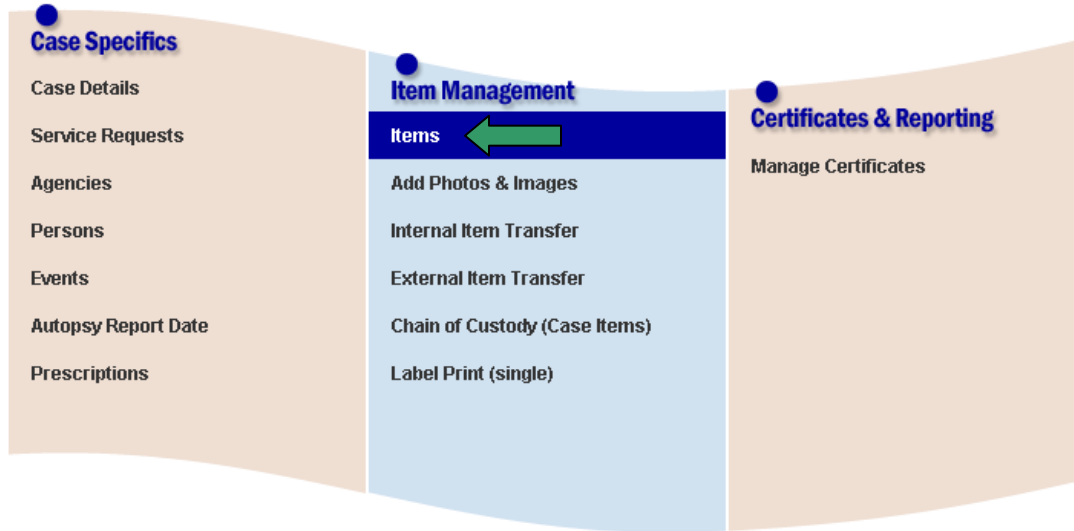 Case Specifics
Case Details
Service Requests
Agencies
Persons
Events
Autopsy Report Date
Prescriptions
Item Management
Items
Add Photos & Images
Internal Item Transfer
External Item Transfer
Chain of Custody (Case Items)
Label Print (single)
Certificates & Reporting
Manage Certificates